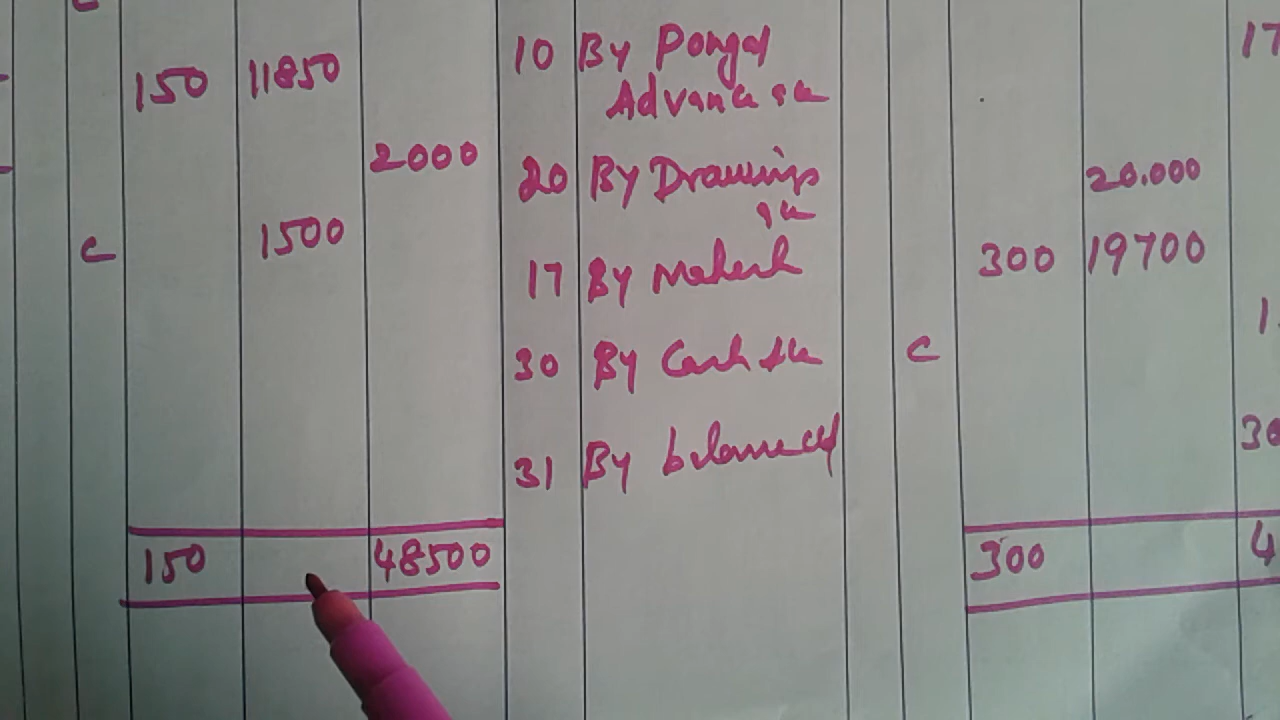 c
17
150 11850 10 By Pongal
Advance a/c
2000 20 By Drawings 20.000
a/c
c 1500 17 By Mahesh 300 19700
30 By Cash a/c c 1
31 By balance c/d 30
150 48500 300 4